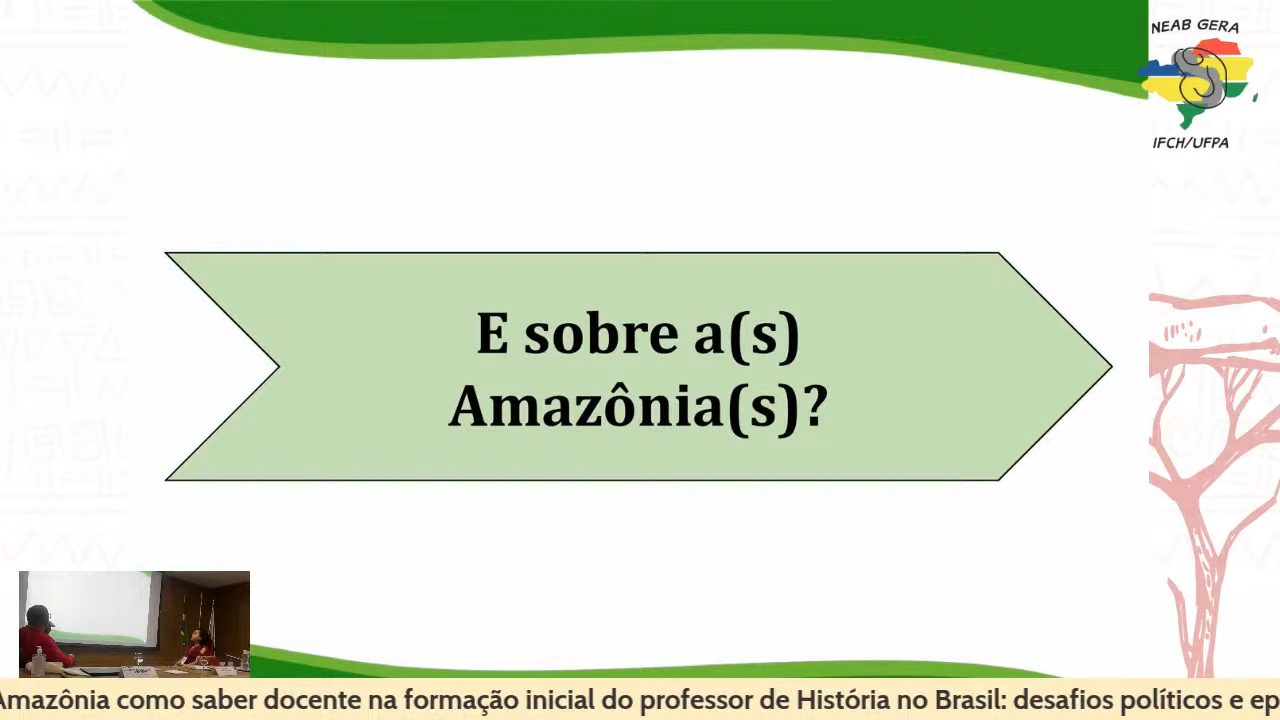 NEAB GERA
IFCH/UFPA
E sobre a(s)
Amazônia(s)?
Amazônia como saber docente na formação inicial do professor de História no Brasil: desafios políticos e ep